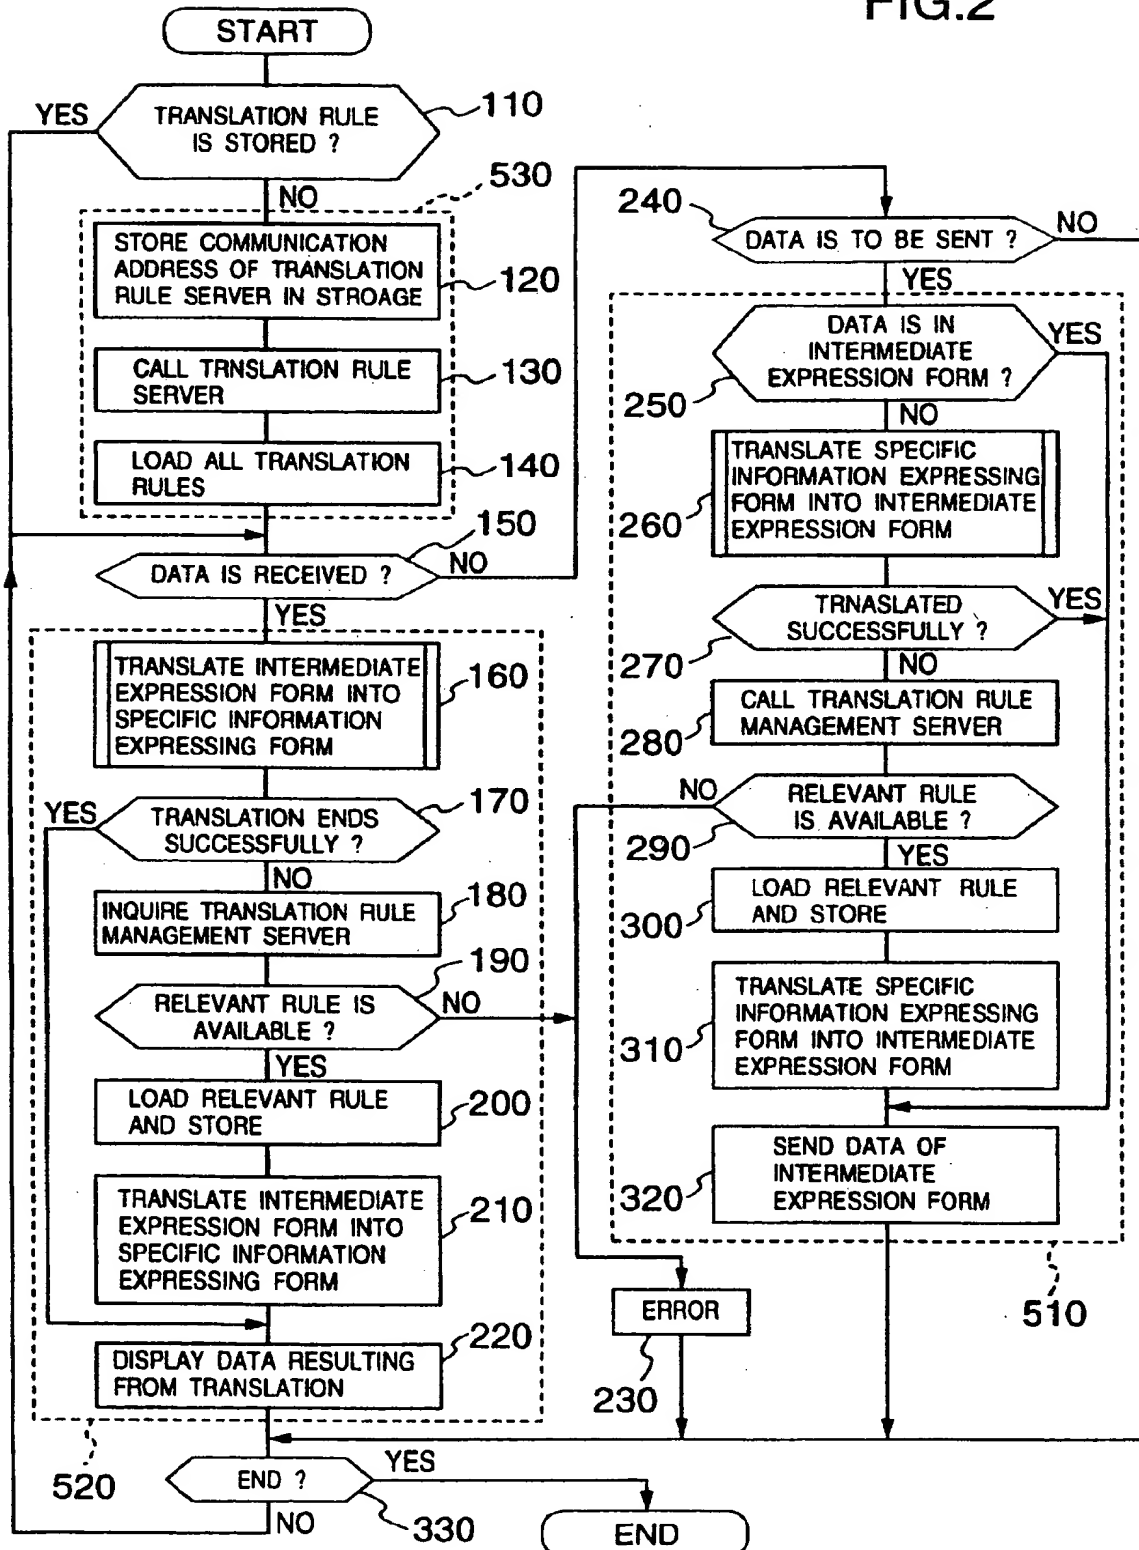 FIG.2
START
TRANSLATION RULE
IS STORED ?
110
YES
NO
530
STORE COMMUNICATION
ADDRESS OF TRANSLATION
RULE SERVER IN STROAGE
120
CALL TRNSLATION RULE
SERVER
130
LOAD ALL TRANSLATION
RULES
140
150
DATA IS RECEIVED ?
NO
YES
TRANSLATE INTERMEDIATE
EXPRESSION FORM INTO
SPECIFIC INFORMATION
EXPRESSING FORM
160
YES
TRANSLATION ENDS
SUCCESSFULLY ?
170
NO
INQUIRE TRANSLATION RULE
MANAGEMENT SERVER
180
190
RELEVANT RULE IS
AVAILABLE ?
NO
YES
LOAD RELEVANT RULE
AND STORE
200
TRANSLATE INTERMEDIATE
EXPRESSION FORM INTO
SPECIFIC INFORMATION
EXPRESSING FORM
210
220
DISPLAY DATA RESULTING
FROM TRANSLATION
520
END ?
YES
NO
330
END
240
DATA IS TO BE SENT ?
NO
YES
DATA IS IN
INTERMEDIATE
EXPRESSION FORM ?
YES
250
NO
TRANSLATE SPECIFIC
INFORMATION EXPRESSING
FORM INTO INTERMEDIATE
EXPRESSION FORM
260
TRNASLATED
SUCCESSFULLY ?
YES
270
NO
CALL TRANSLATION RULE
MANAGEMENT SERVER
280
NO
RELEVANT RULE
IS AVAILABLE ?
290
YES
LOAD RELEVANT RULE
AND STORE
300
TRANSLATE SPECIFIC
INFORMATION EXPRESSING
FORM INTO INTERMEDIATE
EXPRESSION FORM
310
SEND DATA OF
INTERMEDIATE
EXPRESSION FORM
320
510
ERROR
230